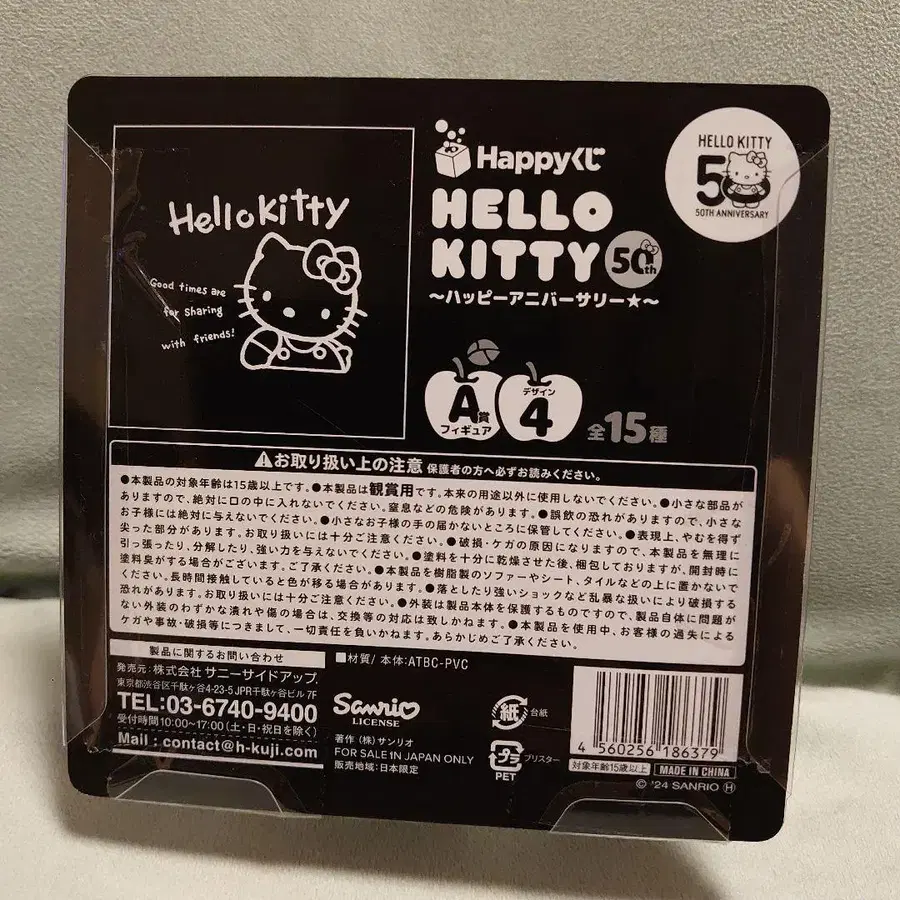 Hello Kitty
Good times are
for sharing
with friends!
Happyくじ
HELLO
KITTY 50th
～ハッピーアニバーサリー★～
HELLO KITTY
50
50TH ANNIVERSARY
A賞
フィギュア
デザイン
4
全15種
⚠お取り扱い上の注意 保護者の方へ必ずお読みください。
●本製品の対象年齢は15歳以上です。●本製品は観賞用です。本来の用途以外に使用しないでください。●小さな部品が
ありますので、絶対に口の中に入れないでください。窒息などの危険があります。●誤飲の恐れがありますので、小さな
お子様には絶対に与えないでください。●小さなお子様の手の届かないところに保管してください。●表現上、やむを得ず
尖った部分があります。お取り扱いには十分ご注意ください。●破損・ケガの原因になりますので、本製品を無理に
引っ張ったり、分解したり、強い力を与えないでください。●塗料を十分に乾燥させた後、梱包しておりますが、開封時に
塗料臭がする場合がございます。ご了承ください。●本製品を樹脂製のソファーやシート、タイルなどの上に置かないで
ください。長時間接触していると色が移る場合があります。●落としたり強いショックなど乱暴な扱いにより破損する
恐れがあります。お取り扱いには十分ご注意ください。●外装は製品本体を保護するものですので、製品自体に問題が
ない外装のわずかな潰れや傷の場合は、交換等の対応は致しかねます。●本製品を使用中、お客様の過失による
ケガや事故・破損等につきまして、一切責任を負いかねます。あらかじめご了承ください。
製品に関するお問い合わせ
発売元：株式会社 サニーサイドアップ
東京都渋谷区千駄ヶ谷4-23-5 JPR千駄ヶ谷ビル 7F
TEL:03-6740-9400
受付時間10:00～17:00（土・日・祝日を除く）
Mail：contact@h-kuji.com
■材質/ 本体:ATBC-PVC
Sanrio
LICENSE
著作（株）サンリオ
FOR SALE IN JAPAN ONLY
販売地域：日本限定
紙 台紙
プラ ブリスター
PET
4 560256 186379
対象年齢15歳以上 MADE IN CHINA
© '24 SANRIO Ⓗ